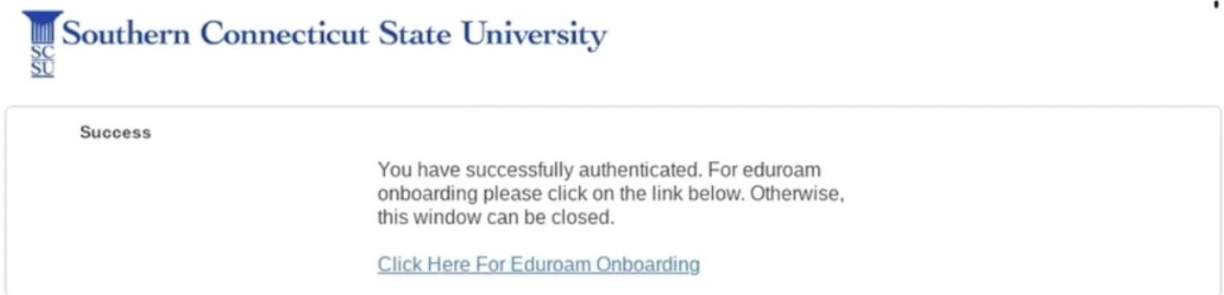 SC
SU
Southern Connecticut State University
Success
You have successfully authenticated. For eduroam
onboarding please click on the link below. Otherwise,
this window can be closed.
Click Here For Eduroam Onboarding